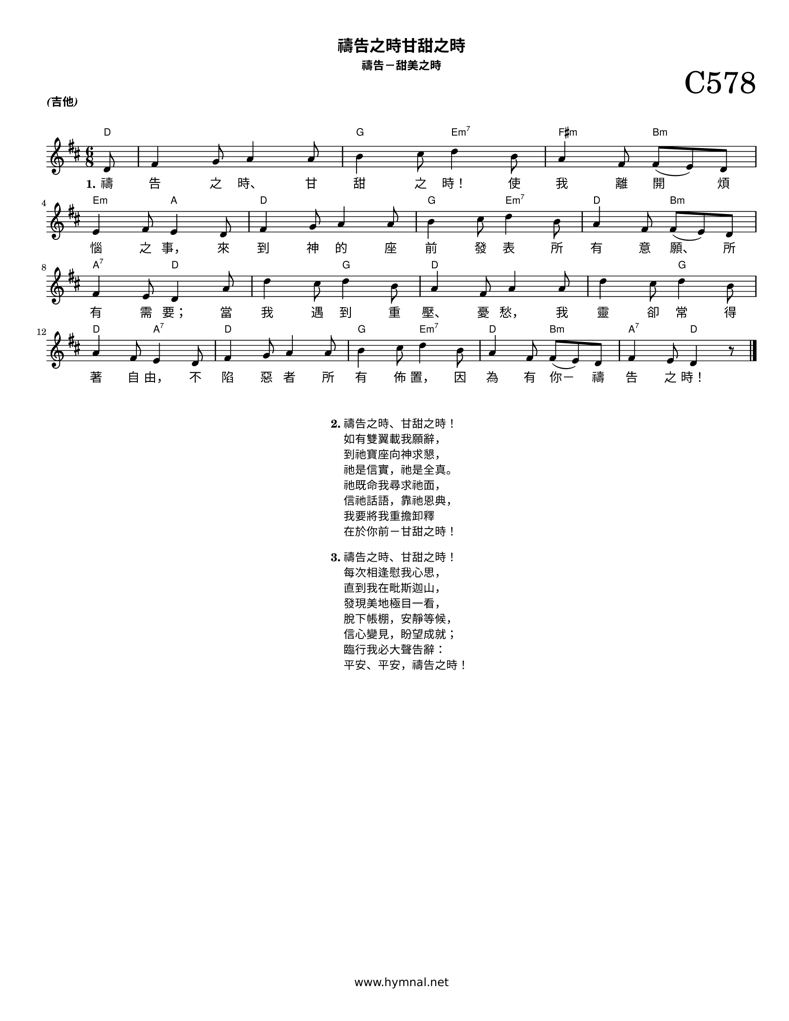 禱告之時甘甜之時
禱告－甜美之時
C578
(吉他)
D G Em7 F♯m Bm
6
8
1. 禱 告 之 時、 甘 甜 之 時！ 使 我 離 開 煩
4 Em A D G Em7 D Bm
惱 之 事， 來 到 神 的 座 前 發 表 所 有 意 願、 所
8 A7 D G D G
有 需 要； 當 我 遇 到 重 壓、 憂 愁， 我 靈 卻 常 得
12 D A7 D G Em7 D Bm A7 D
著 自 由， 不 陷 惡 者 所 有 佈 置， 因 為 有 你－ 禱 告 之 時！
2. 禱告之時、甘甜之時！
如有雙翼載我願辭，
到祂寶座向神求懇，
祂是信實，祂是全真。
祂既命我尋求祂面，
信祂話語，靠祂恩典，
我要將我重擔卸釋
在於你前－甘甜之時！
3. 禱告之時、甘甜之時！
每次相逢慰我心思，
直到我在毗斯迦山，
發現美地極目一看，
脫下帳棚，安靜等候，
信心變見，盼望成就；
臨行我必大聲告辭：
平安、平安，禱告之時！
www.hymnal.net